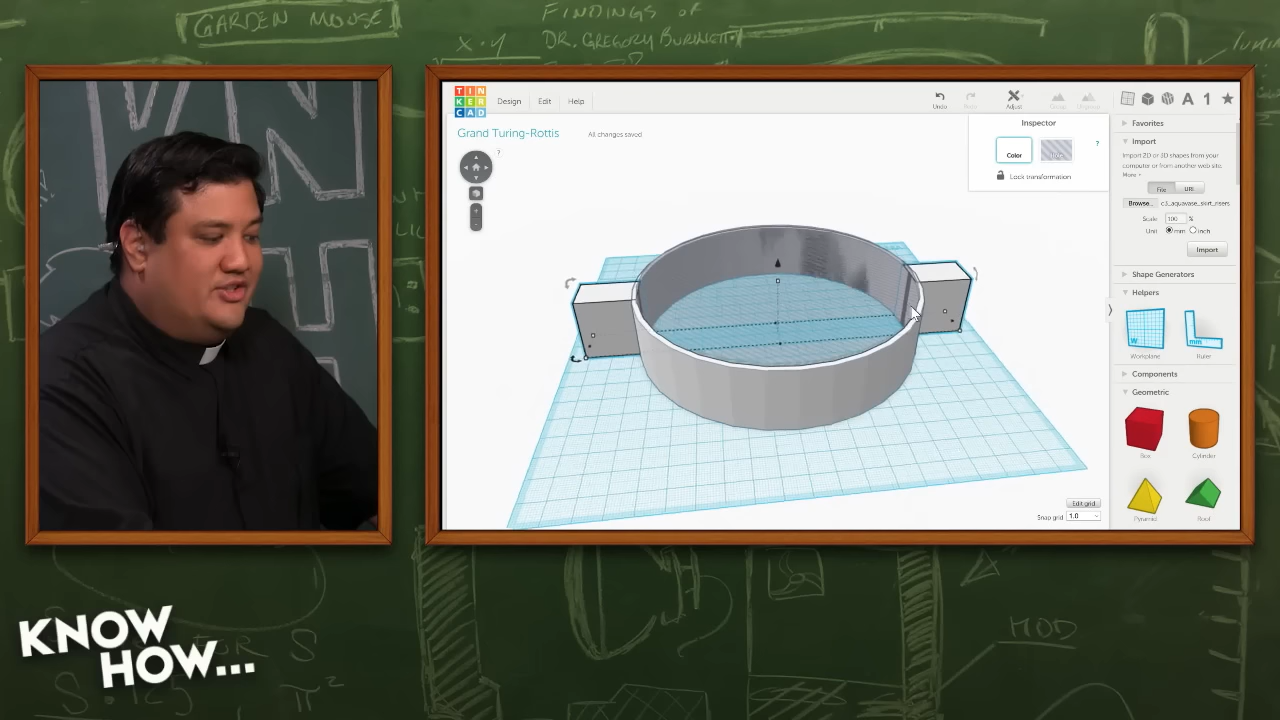 GARDEN MOUSE
FINDINGS OF
DR. GREGORY BURNETT
X·Y
TIN
KER
CAD
Design Edit Help
Undo
Adjust
Grand Turing-Rottis
All changes saved
?
Inspector
Color
?
Lock transformation
Favorites
Import
Import 2D or 3D shapes from your
computer or from another web site.
More
File URL
Browse...
Scale 100 %
Unit mm inch
Import
Shape Generators
Helpers
Workplane Ruler
Components
Geometric
Box Cylinder
Pyramid Roof
Edit grid
Snap grid 1.0
KNOW
HOW...
MOD
S
π²